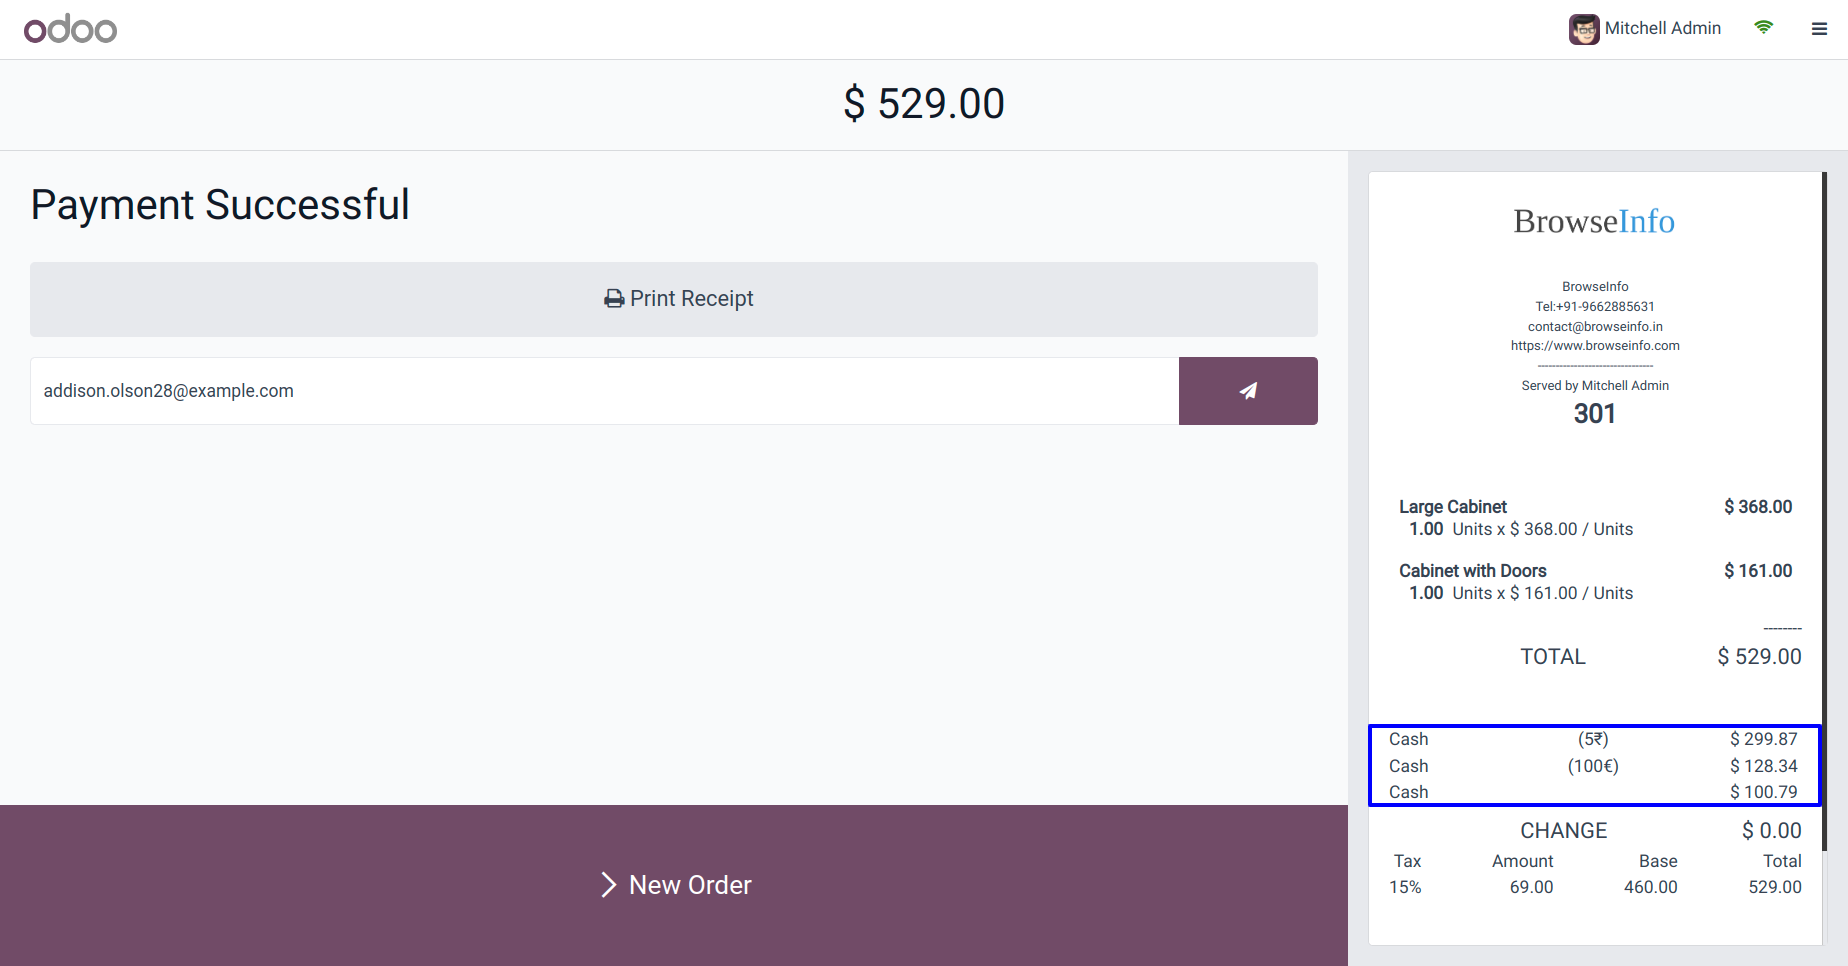 odoo
Mitchell Admin
$ 529.00
Payment Successful
Print Receipt
addison.olson28@example.com
New Order
BrowseInfo
BrowseInfo
Tel:+91-9662885631
contact@browseinfo.in
https://www.browseinfo.com
--------------------------------
Served by Mitchell Admin
301
Large Cabinet $ 368.00
1.00 Units x $ 368.00 / Units
Cabinet with Doors $ 161.00
1.00 Units x $ 161.00 / Units
--------
TOTAL $ 529.00
Cash (5₹) $ 299.87
Cash (100€) $ 128.34
Cash $ 100.79
CHANGE $ 0.00
Tax Amount Base Total
15% 69.00 460.00 529.00